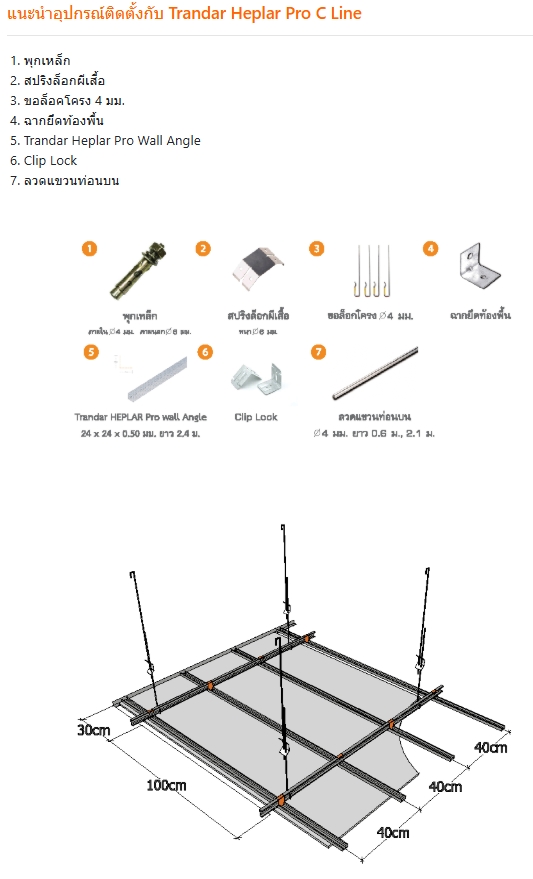 แนะนำอุปกรณ์ติดตั้งกับ Trandar Heplar Pro C Line
1. พุกเหล็ก
2. สปริงล็อกผีเสื้อ
3. ขอล็อคโครง 4 มม.
4. ฉากยึดท้องพื้น
5. Trandar Heplar Pro Wall Angle
6. Clip Lock
7. ลวดแขวนท่อนบน
1
2
3
4
พุกเหล็ก
สปริงล็อกผีเสื้อ
ขอล็อกโครง Ø4 มม.
ฉากยึดท้องพื้น
ภายใน Ø4 มม. ภายนอก Ø6 มม.
หนา Ø6 มม.
5
6
7
Trandar HEPLAR Pro wall Angle
Clip Look
ลวดแขวนท่อนบน
24 x 24 x 0.50 มม. ยาว 2.4 ม.
Ø4 มม. ยาว 0.6 ม., 2.1 ม.
30cm
100cm
40cm
40cm
40cm